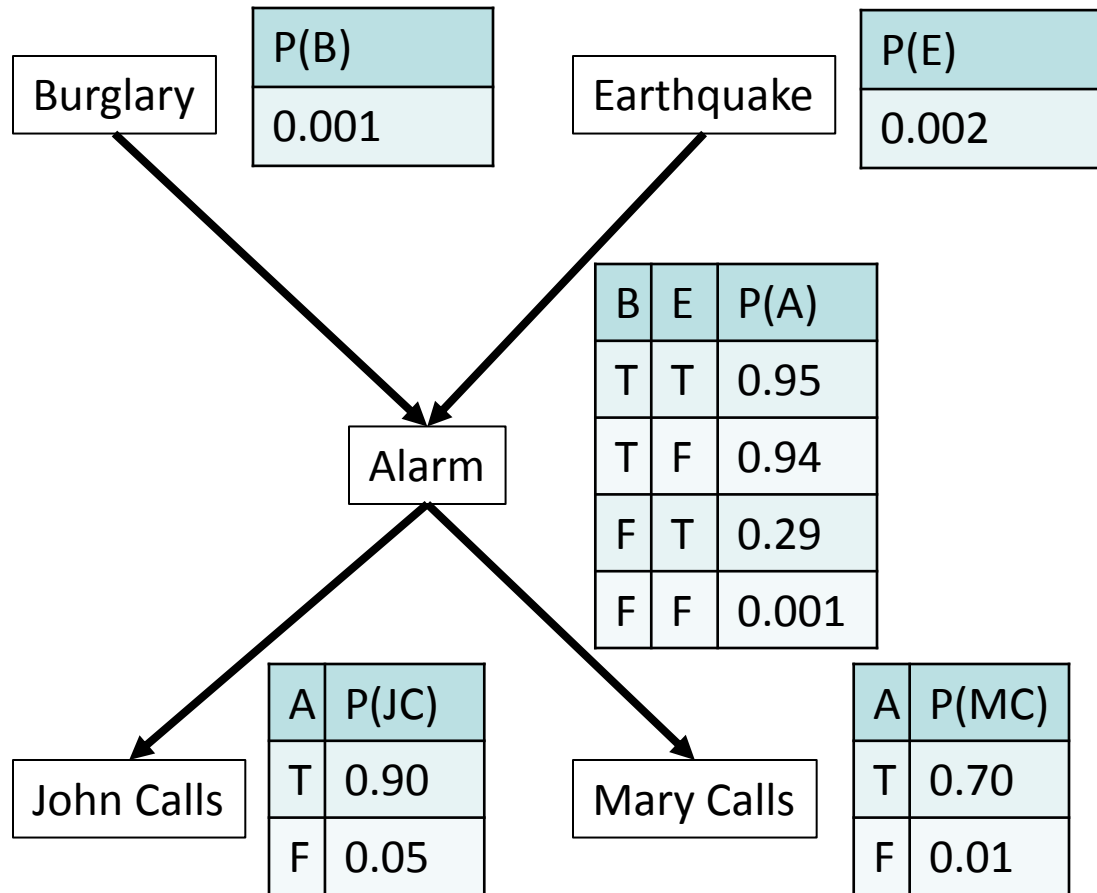 Burglary
P(B)
0.001
Earthquake
P(E)
0.002
B E P(A)
T T 0.95
T F 0.94
F T 0.29
F F 0.001
Alarm
John Calls
A P(JC)
T 0.90
F 0.05
Mary Calls
A P(MC)
T 0.70
F 0.01